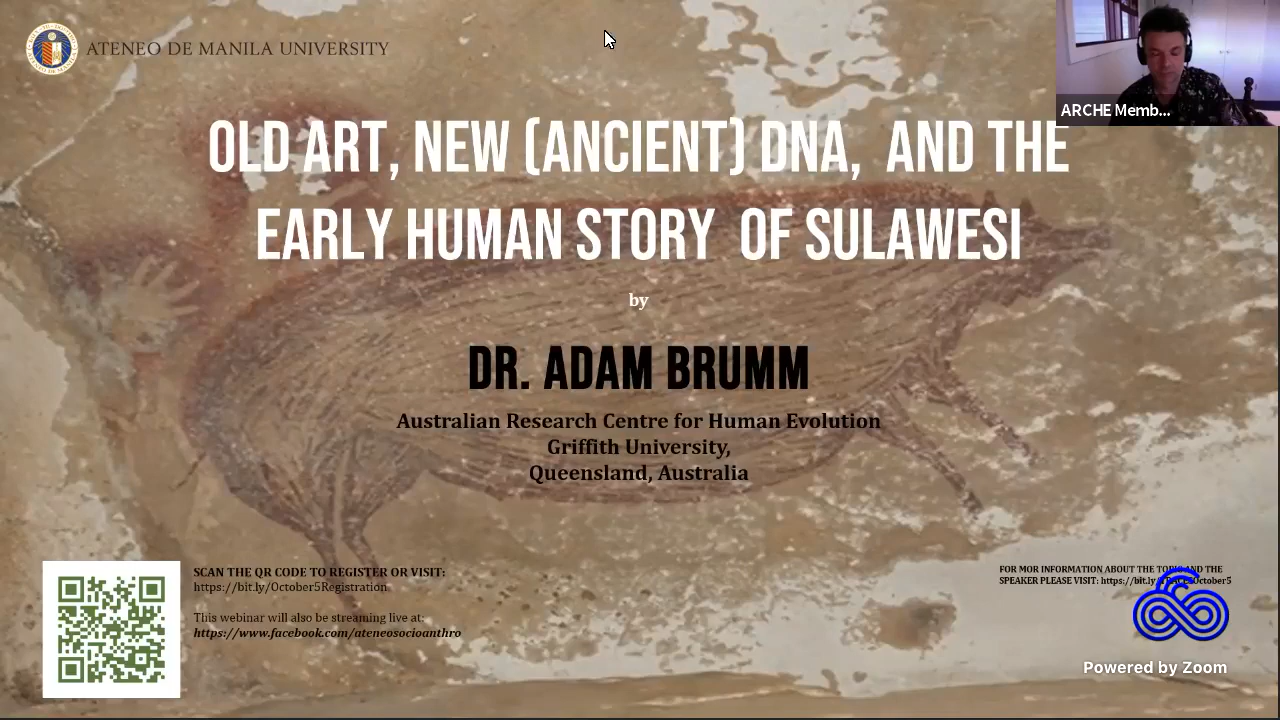 ATENEO DE MANILA UNIVERSITY
ARCHE Memb...
OLD ART, NEW (ANCIENT) DNA, AND THE
EARLY HUMAN STORY OF SULAWESI
by
DR. ADAM BRUMM
Australian Research Centre for Human Evolution
Griffith University,
Queensland, Australia
SCAN THE QR CODE TO REGISTER OR VISIT:
https://bit.ly/October5Registration
This webinar will also be streaming live at:
https://www.facebook.com/ateneosocioanthro
FOR MOR INFORMATION ABOUT THE TOPIC AND THE
SPEAKER PLEASE VISIT:
Powered by Zoom